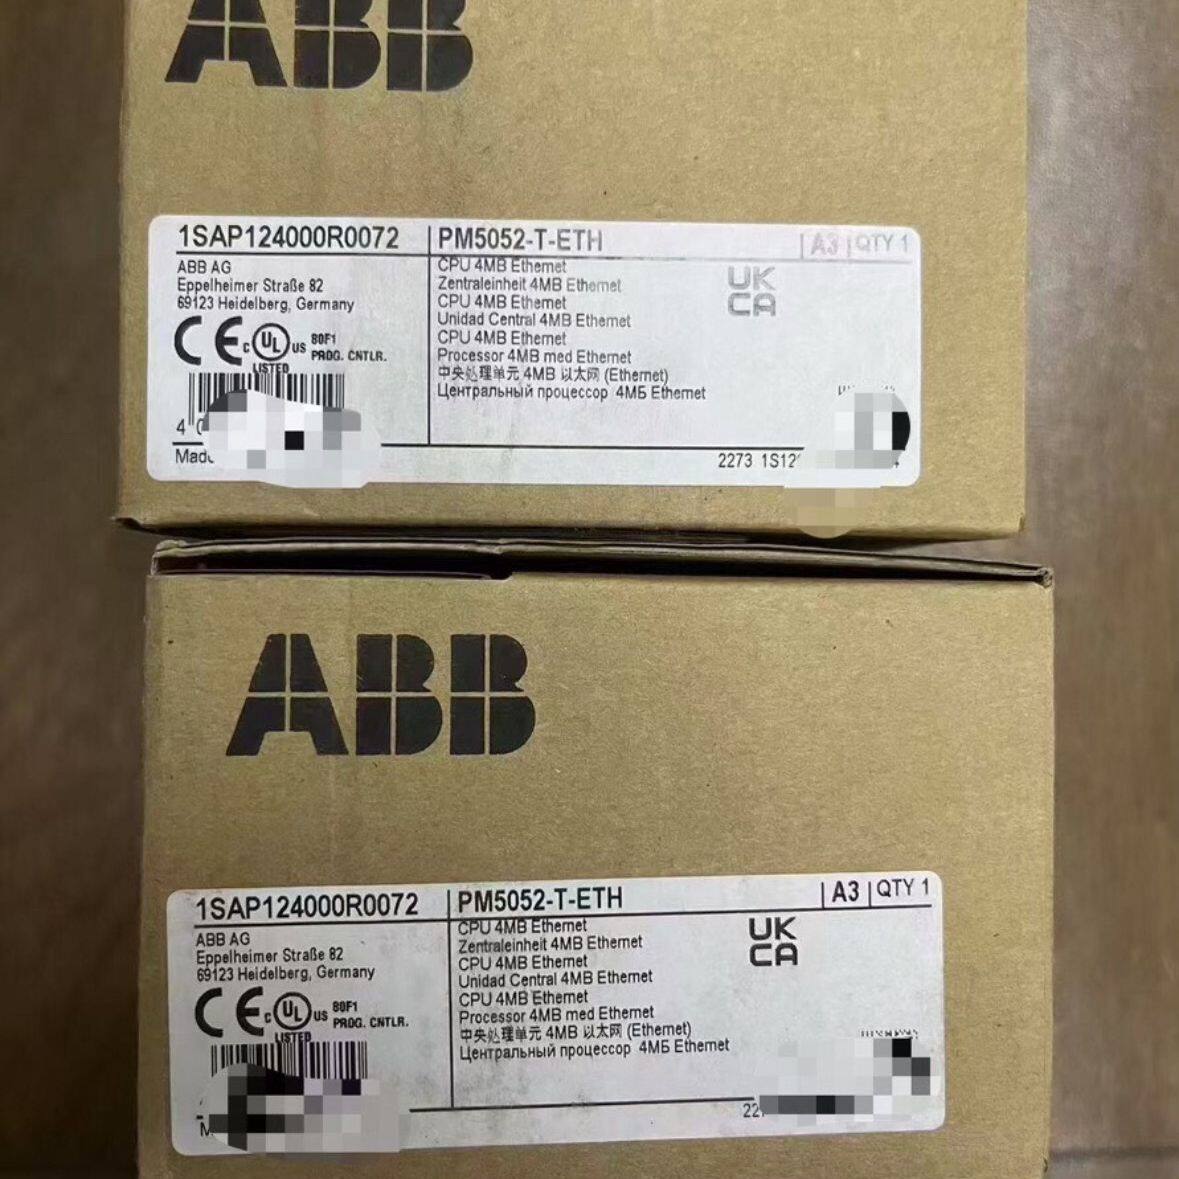 ABB
1SAP124000R0072 PM5052-T-ETH A3 QTY 1
ABB AG
Eppelheimer Straße 82
69123 Heidelberg, Germany
CE c UL US LISTED
80F1
PROG. CNTLR.
CPU 4MB Ethernet
Zentraleinheit 4MB Ethernet
CPU 4MB Ethernet
Unidad Central 4MB Ethernet
CPU 4MB Ethernet
Processor 4MB med Ethernet
中央处理单元 4MB 以太网 (Ethernet)
Центральный процессор 4МБ Ethernet
UK
CA
4
2273 1S12
ABB
1SAP124000R0072 PM5052-T-ETH A3 QTY 1
ABB AG
Eppelheimer Straße 82
69123 Heidelberg, Germany
CE c UL US LISTED
80F1
PROG. CNTLR.
CPU 4MB Ethernet
Zentraleinheit 4MB Ethernet
CPU 4MB Ethernet
Unidad Central 4MB Ethernet
CPU 4MB Ethernet
Processor 4MB med Ethernet
中央处理单元 4MB 以太网 (Ethernet)
Центральный процессор 4МБ Ethernet
UK
CA